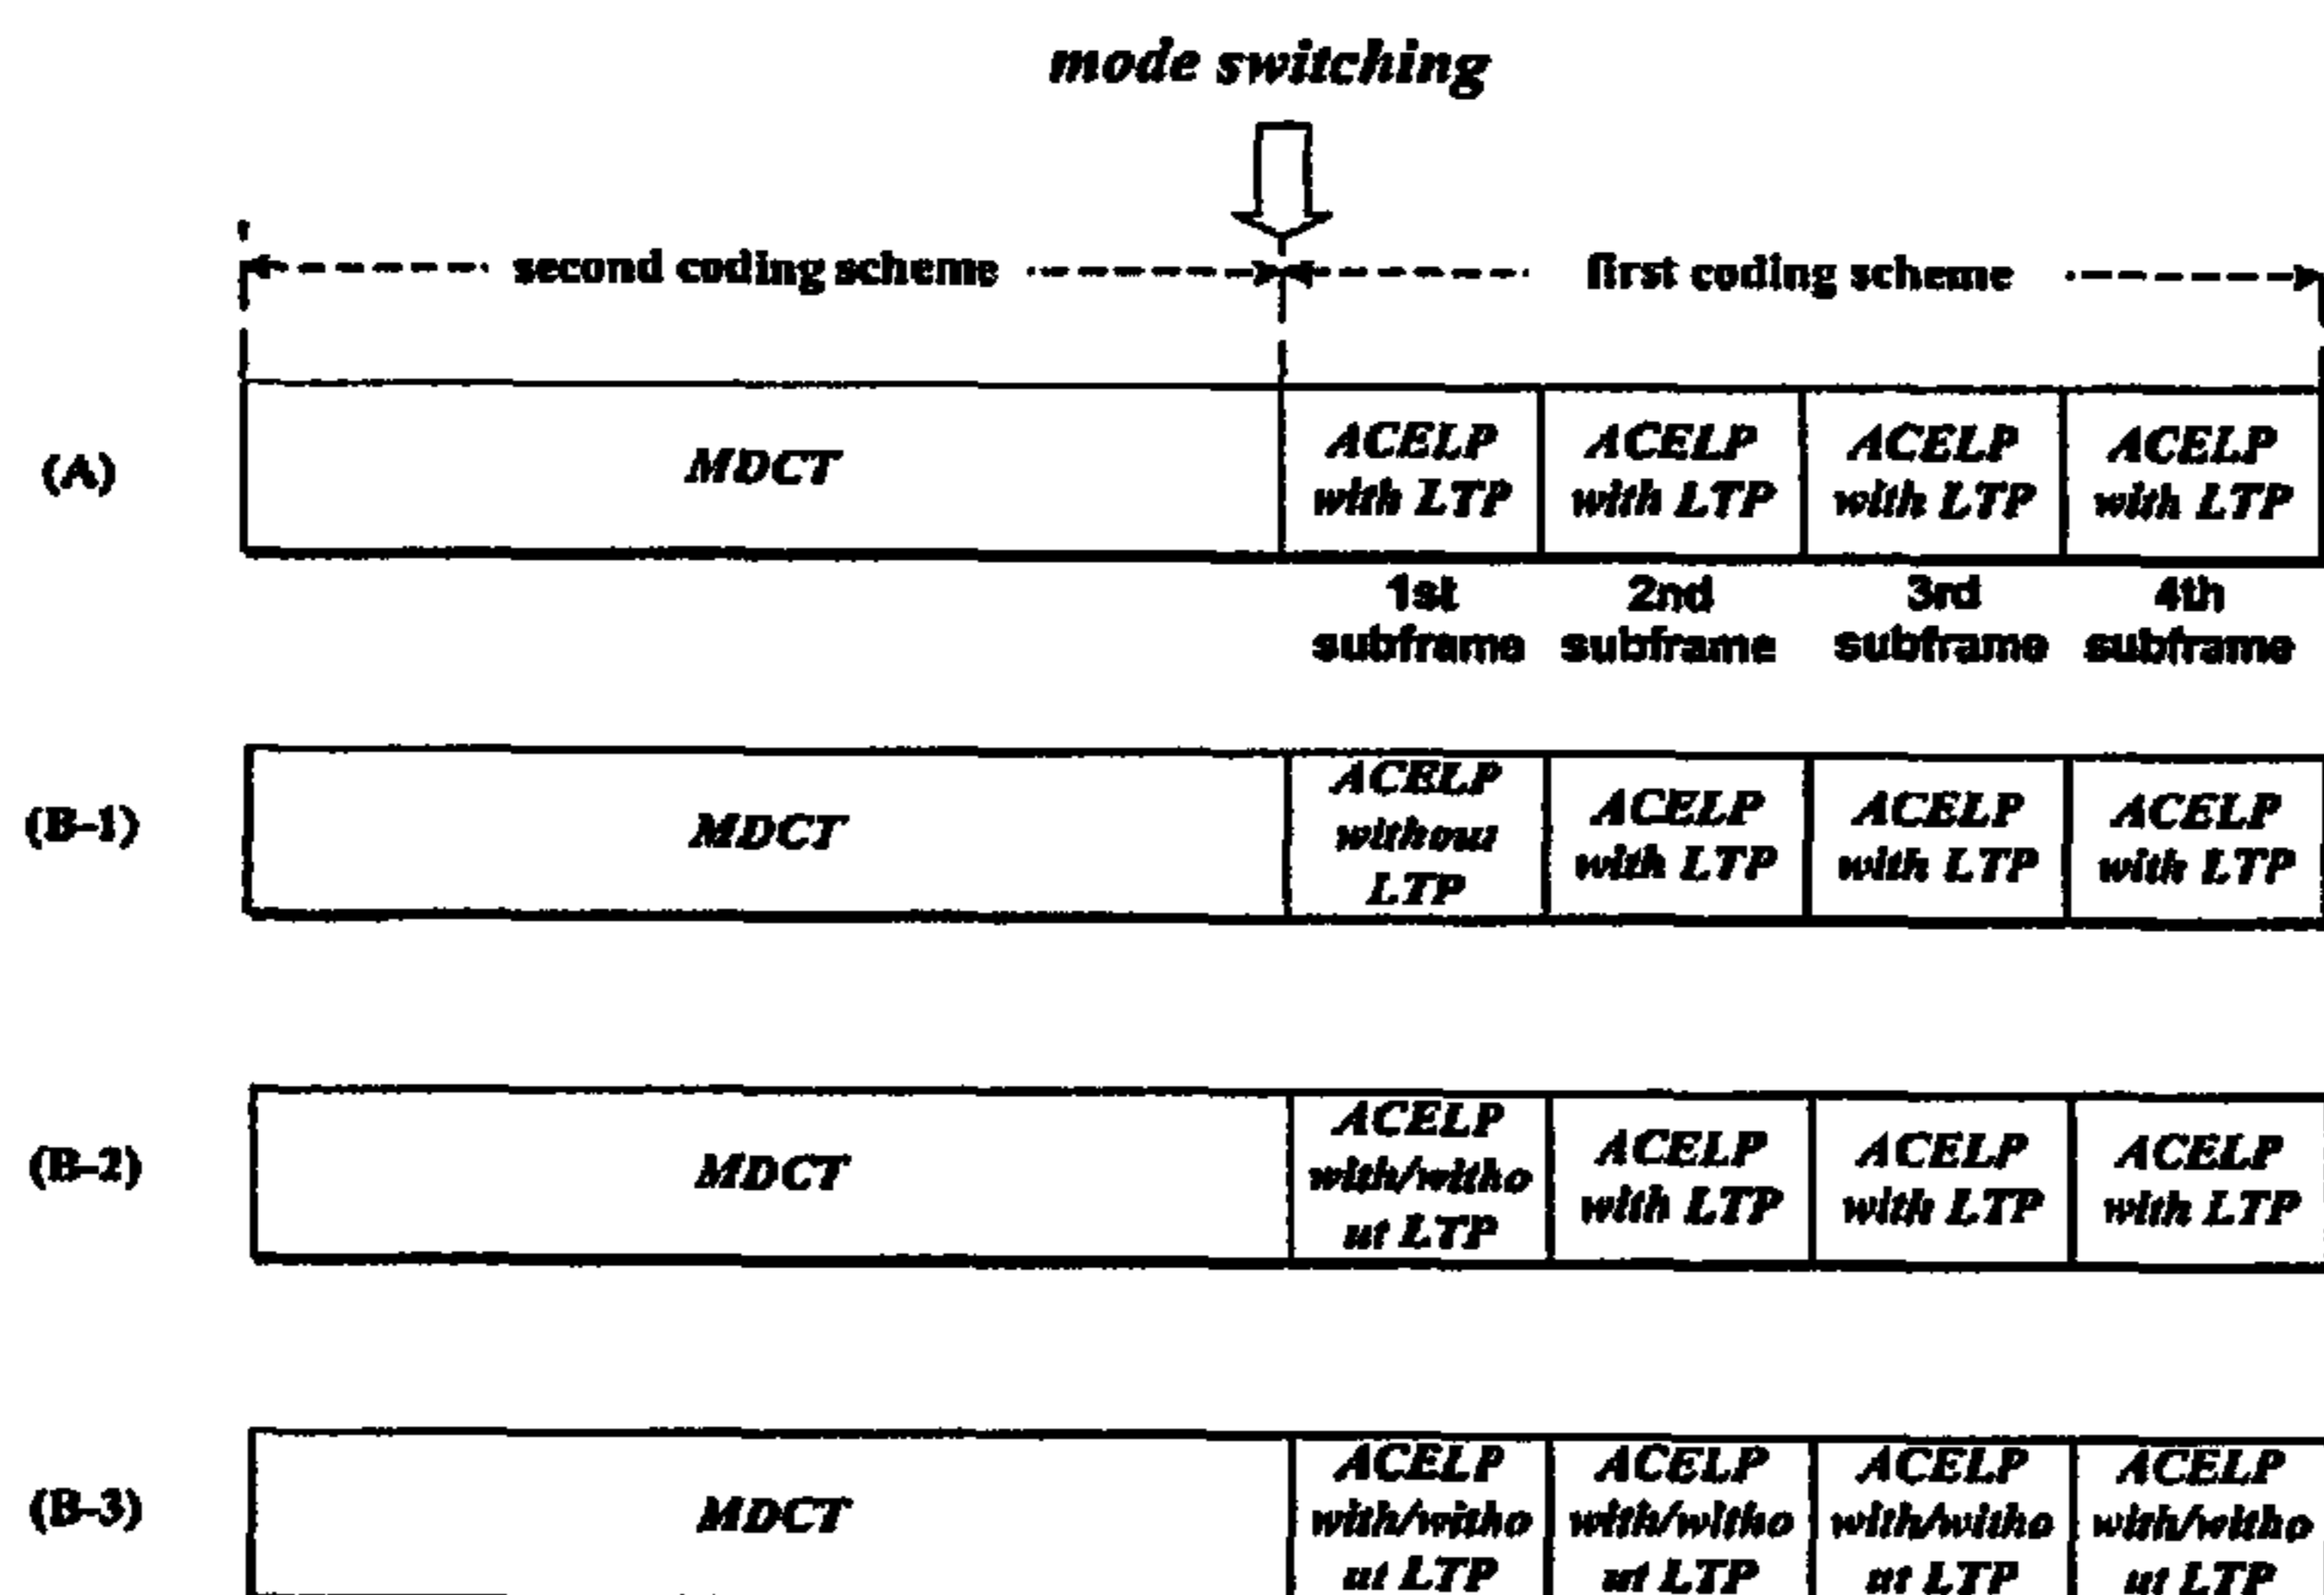 mode switching
second coding scheme first coding scheme
(A) MDCT
ACELP with LTP
ACELP with LTP
ACELP with LTP
ACELP with LTP
1st subframe
2nd subframe
3rd subframe
4th subframe
(B-1) MDCT
ACELP
without
LTP
ACELP
with LTP
ACELP
with LTP
ACELP
with LTP
(B-2) MDCT
ACELP
with/witho
ut LTP
ACELP
with LTP
ACELP
with LTP
ACELP
with LTP
(B-3) MDCT
ACELP
with/witho
ut LTP
ACELP
with/witho
ut LTP
ACELP
with/witho
ut LTP
ACELP
with/witho
ut LTP